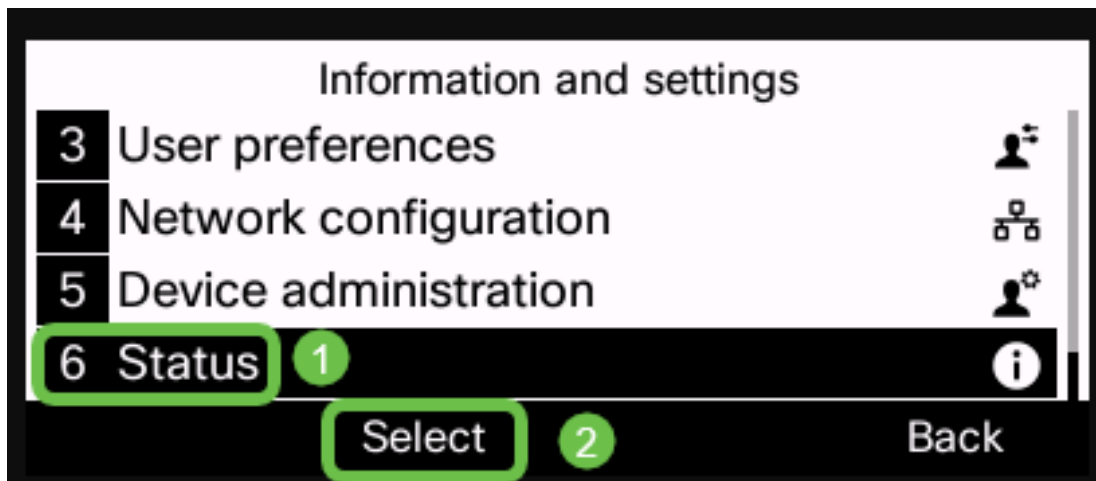 Information and settings
3 User preferences
4 Network configuration
5 Device administration
6 Status 1
Select 2 Back